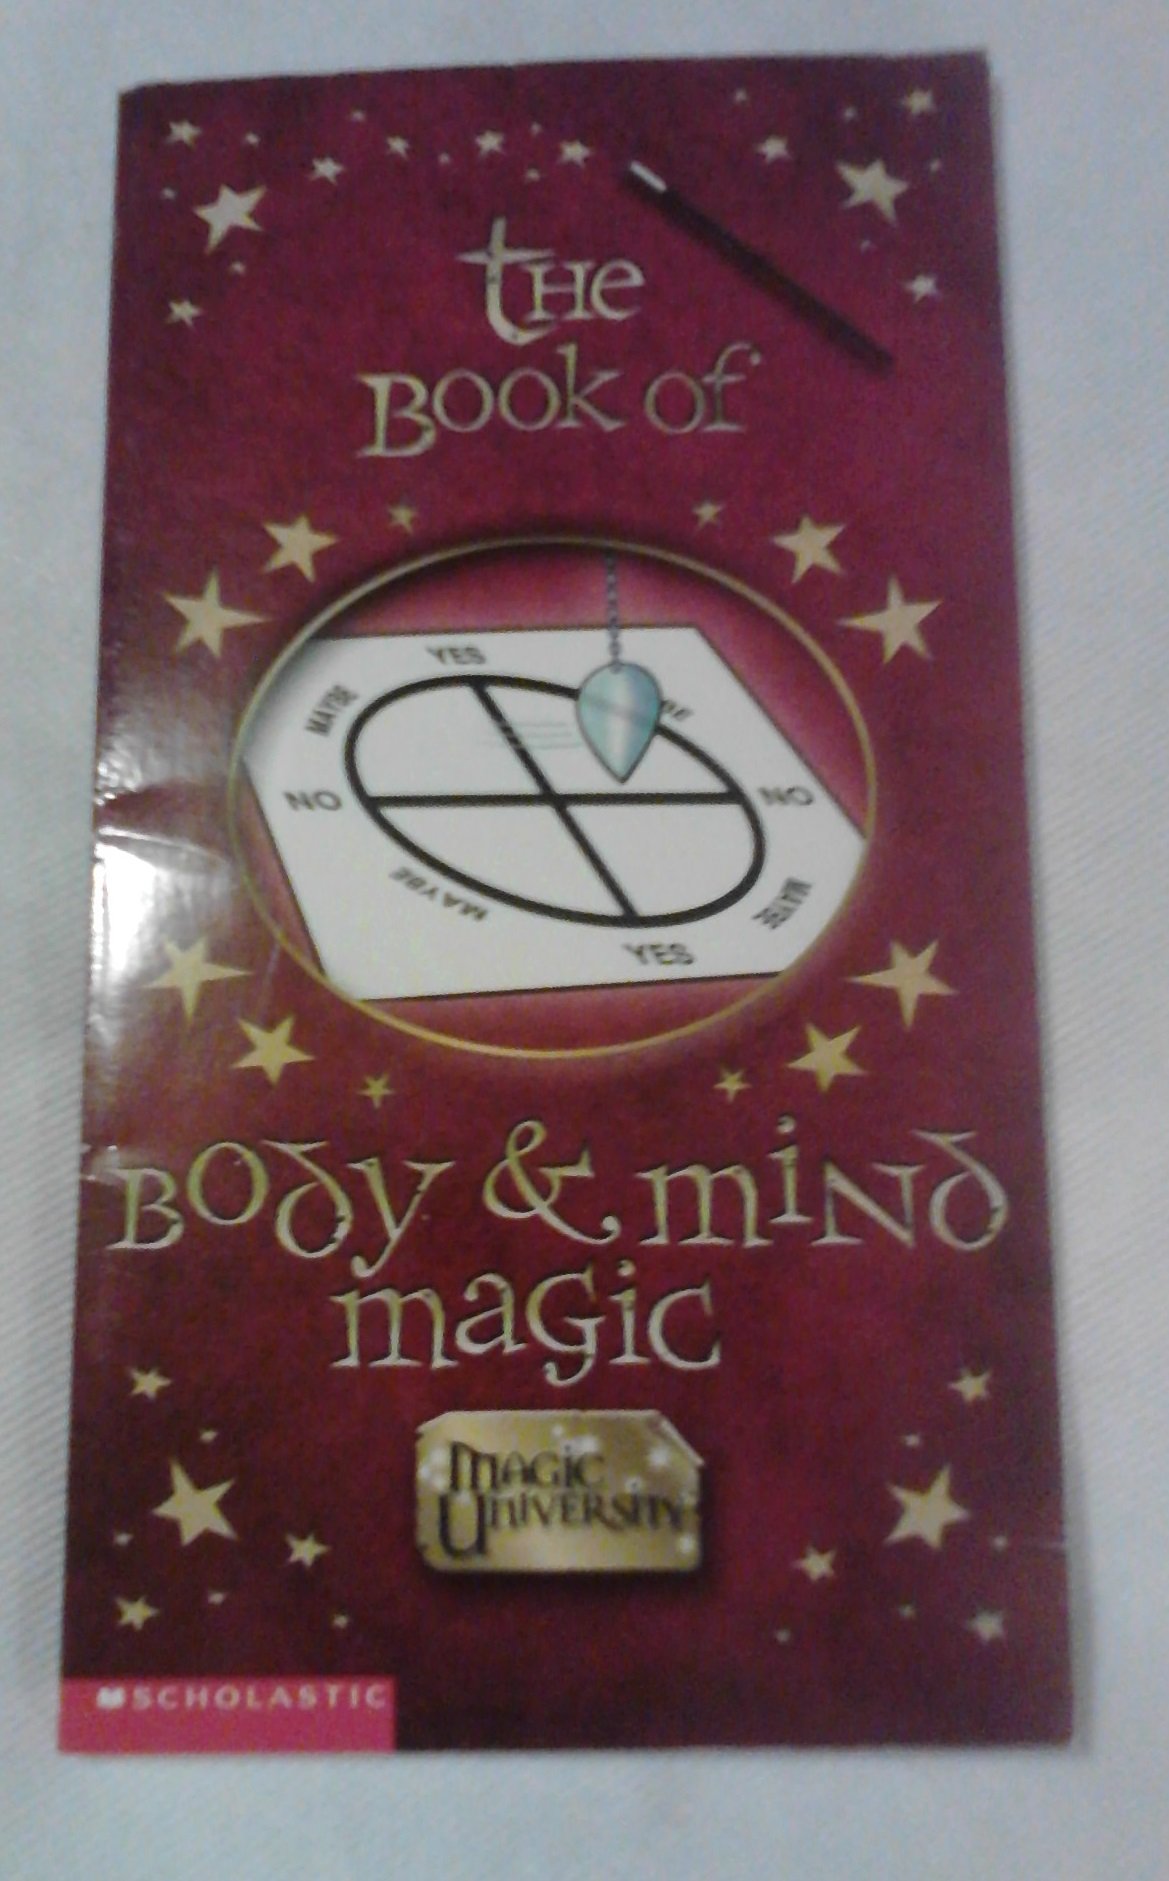 tHe
BOOk of
YES
MAYBE
NO
NO
MAYBE
MAYBE
YES
BODy & miND
maGic
MAGIC
UNIVERSITY
SCHOLASTIC